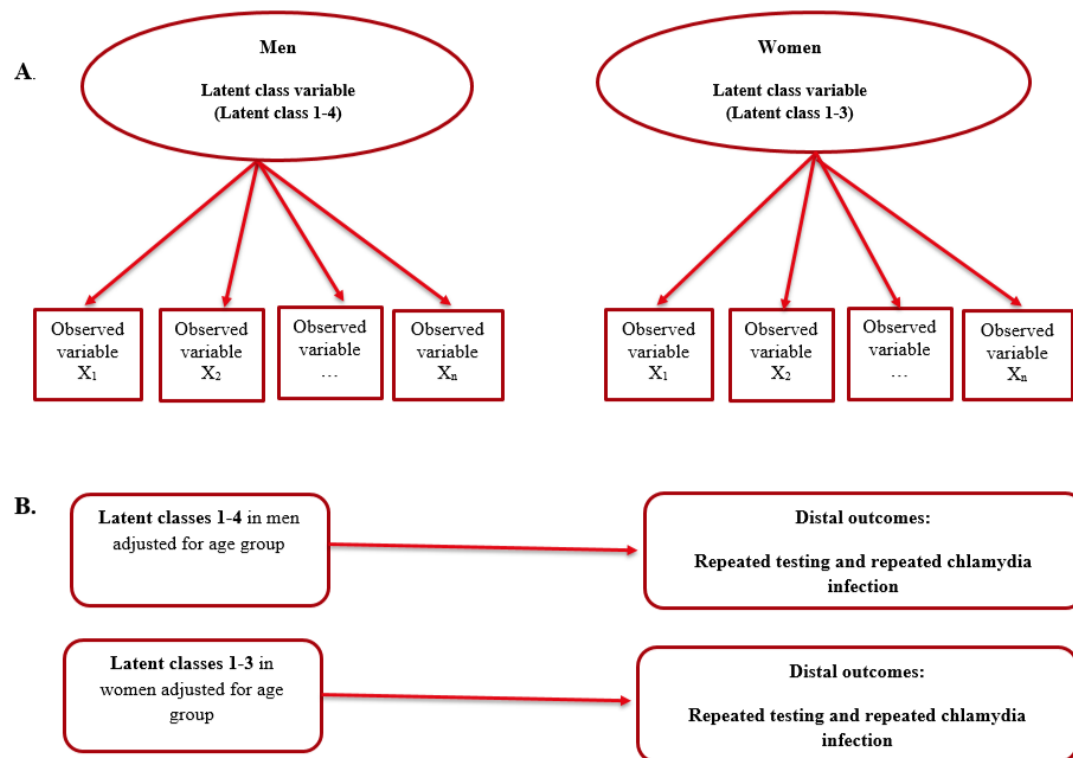 A.
Men
Latent class variable
(Latent class 1-4)
Women
Latent class variable
(Latent class 1-3)
Observed
variable
X₁
Observed
variable
X₂
Observed
variable
…
Observed
variable
Xₙ
Observed
variable
X₁
Observed
variable
X₂
Observed
variable
…
Observed
variable
Xₙ
B.
Latent classes 1-4 in men
adjusted for age group
Distal outcomes:
Repeated testing and repeated chlamydia
infection
Latent classes 1-3 in
women adjusted for age
group
Distal outcomes:
Repeated testing and repeated chlamydia
infection